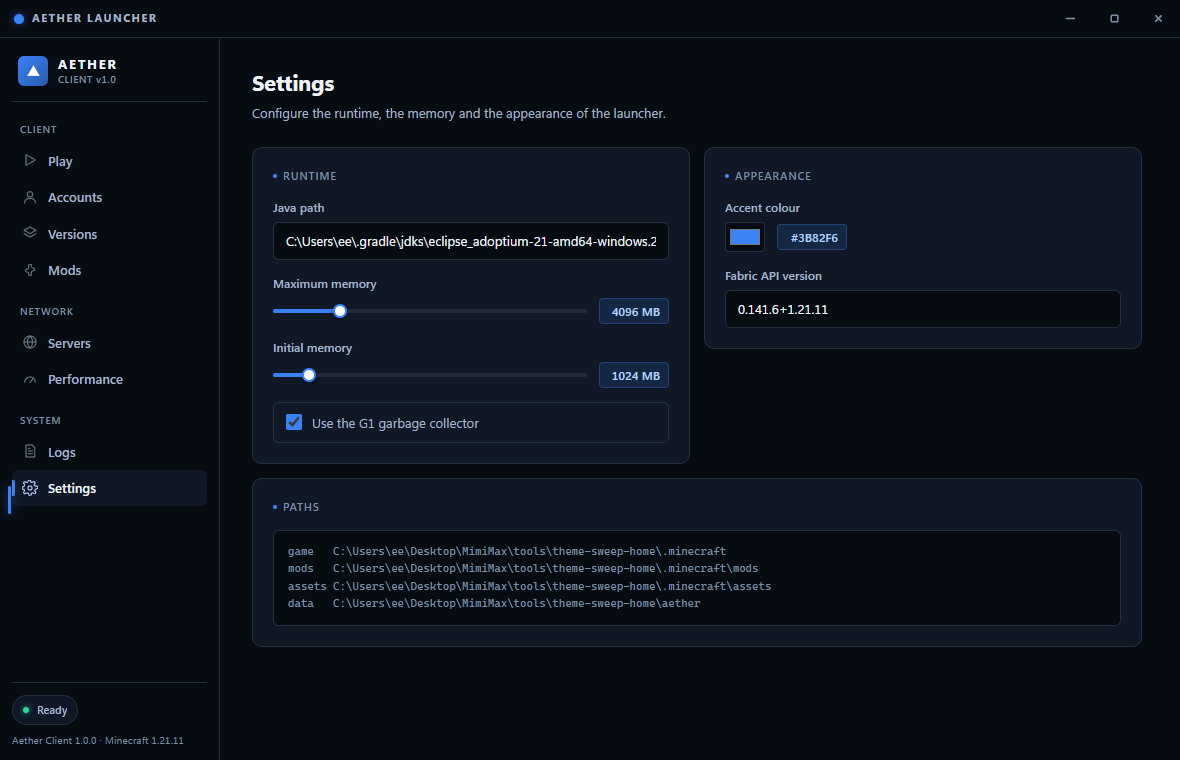 AETHER LAUNCHER
AETHER
CLIENT v1.0
CLIENT
Play
Accounts
Versions
Mods
NETWORK
Servers
Performance
SYSTEM
Logs
Settings
Ready
Aether Client 1.0.0 · Minecraft 1.21.11
Settings
Configure the runtime, the memory and the appearance of the launcher.
RUNTIME
Java path
C:\Users\ee\.gradle\jdks\eclipse_adoptium-21-amd64-windows.2
Maximum memory
4096 MB
Initial memory
1024 MB
Use the G1 garbage collector
APPEARANCE
Accent colour
#3B82F6
Fabric API version
0.141.6+1.21.11
PATHS
game C:\Users\ee\Desktop\MimiMax\tools\theme-sweep-home\.minecraft
mods C:\Users\ee\Desktop\MimiMax\tools\theme-sweep-home\.minecraft\mods
assets C:\Users\ee\Desktop\MimiMax\tools\theme-sweep-home\.minecraft\assets
data C:\Users\ee\Desktop\MimiMax\tools\theme-sweep-home\aether